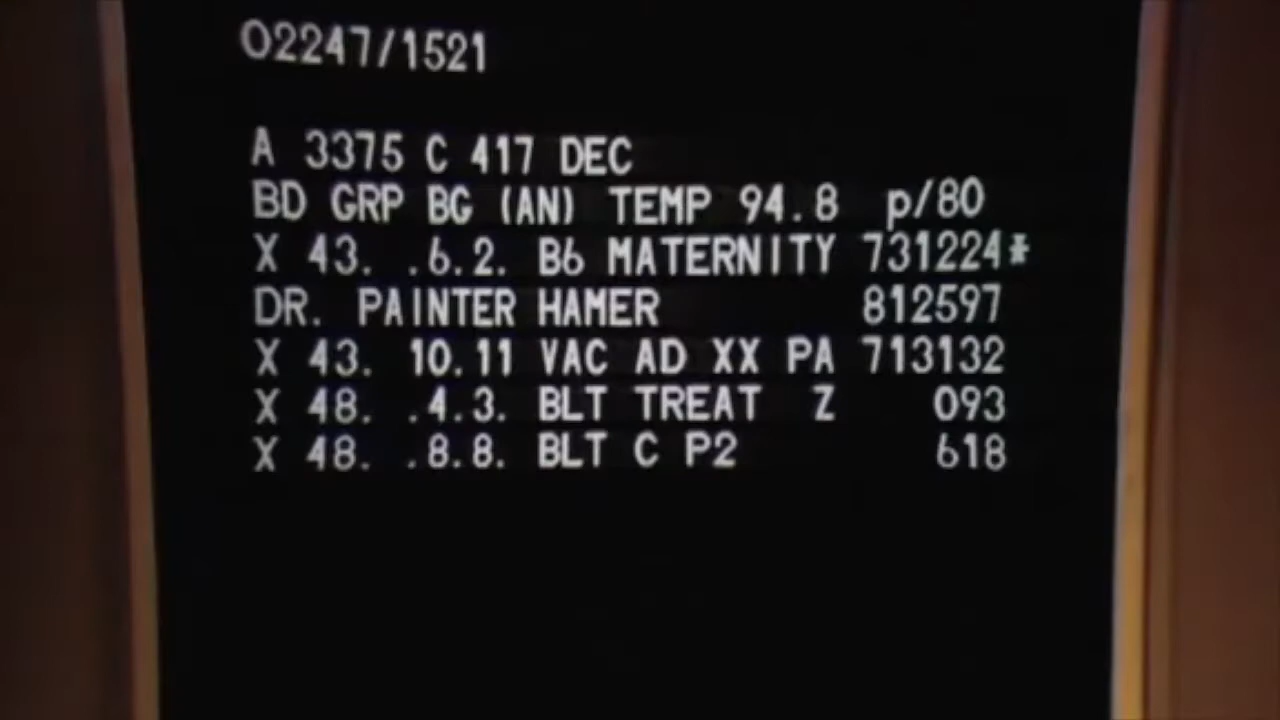 02247/1521
A 3375 C 417 DEC
BD GRP BG (AN) TEMP 94.8 p/80
X 43. .6.2. B6 MATERNITY 731224*
DR. PAINTER HAMER 812597
X 43. 10.11 VAC AD XX PA 713132
X 48. .4.3. BLT TREAT Z 093
X 48. .8.8. BLT C P2 618